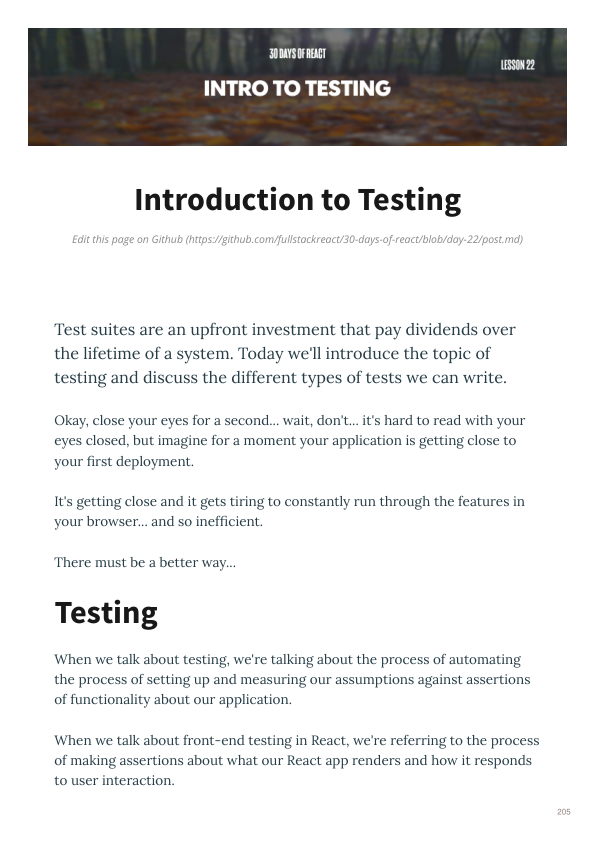 30 DAYS OF REACT
LESSON 22
INTRO TO TESTING
Introduction to Testing
Edit this page on Github (https://github.com/fullstackreact/30-days-of-react/blob/day-22/post.md)
Test suites are an upfront investment that pay dividends over
the lifetime of a system. Today we'll introduce the topic of
testing and discuss the different types of tests we can write.
Okay, close your eyes for a second... wait, don't... it's hard to read with your
eyes closed, but imagine for a moment your application is getting close to
your first deployment.
It's getting close and it gets tiring to constantly run through the features in
your browser... and so inefficient.
There must be a better way...
Testing
When we talk about testing, we're talking about the process of automating
the process of setting up and measuring our assumptions against assertions
of functionality about our application.
When we talk about front-end testing in React, we're referring to the process
of making assertions about what our React app renders and how it responds
to user interaction.
205